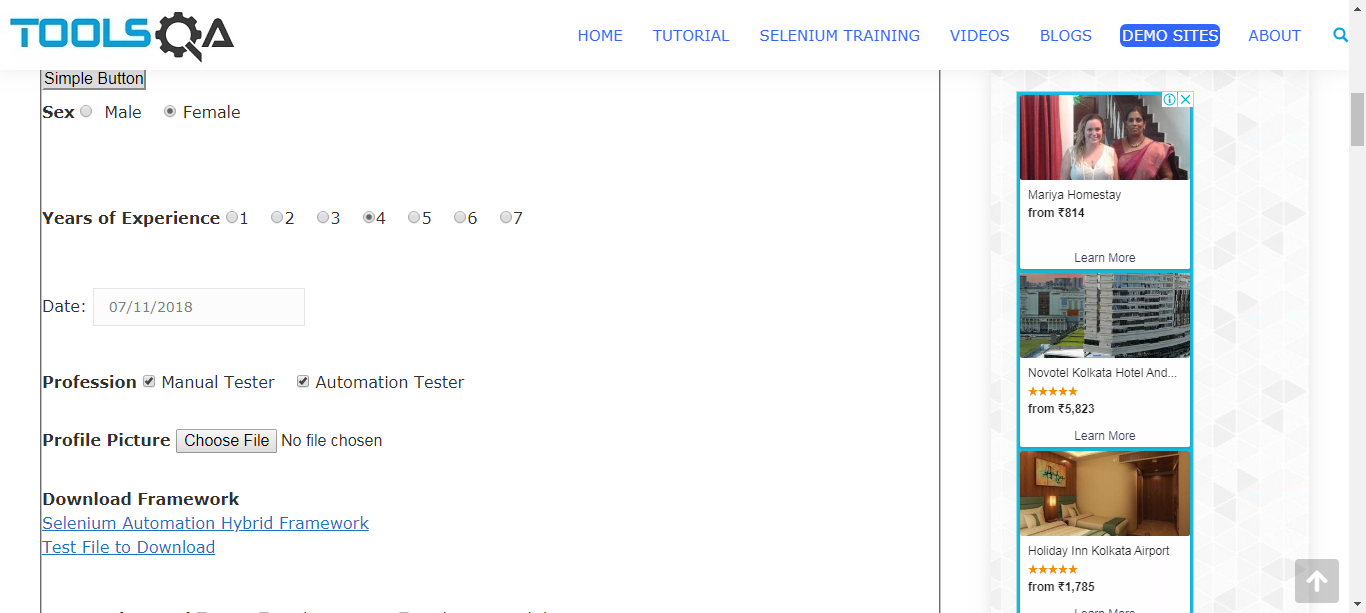 TOOLSQA
HOME TUTORIAL SELENIUM TRAINING VIDEOS BLOGS DEMO SITES ABOUT
Simple Button
Sex Male Female
Years of Experience 1 2 3 4 5 6 7
Date: 07/11/2018
Profession Manual Tester Automation Tester
Profile Picture Choose File No file chosen
Download Framework
Selenium Automation Hybrid Framework
Test File to Download
Mariya Homestay
from ₹814
Learn More
Novotel Kolkata Hotel And...
from ₹5,823
Learn More
Holiday Inn Kolkata Airport
from ₹1,785
Learn More